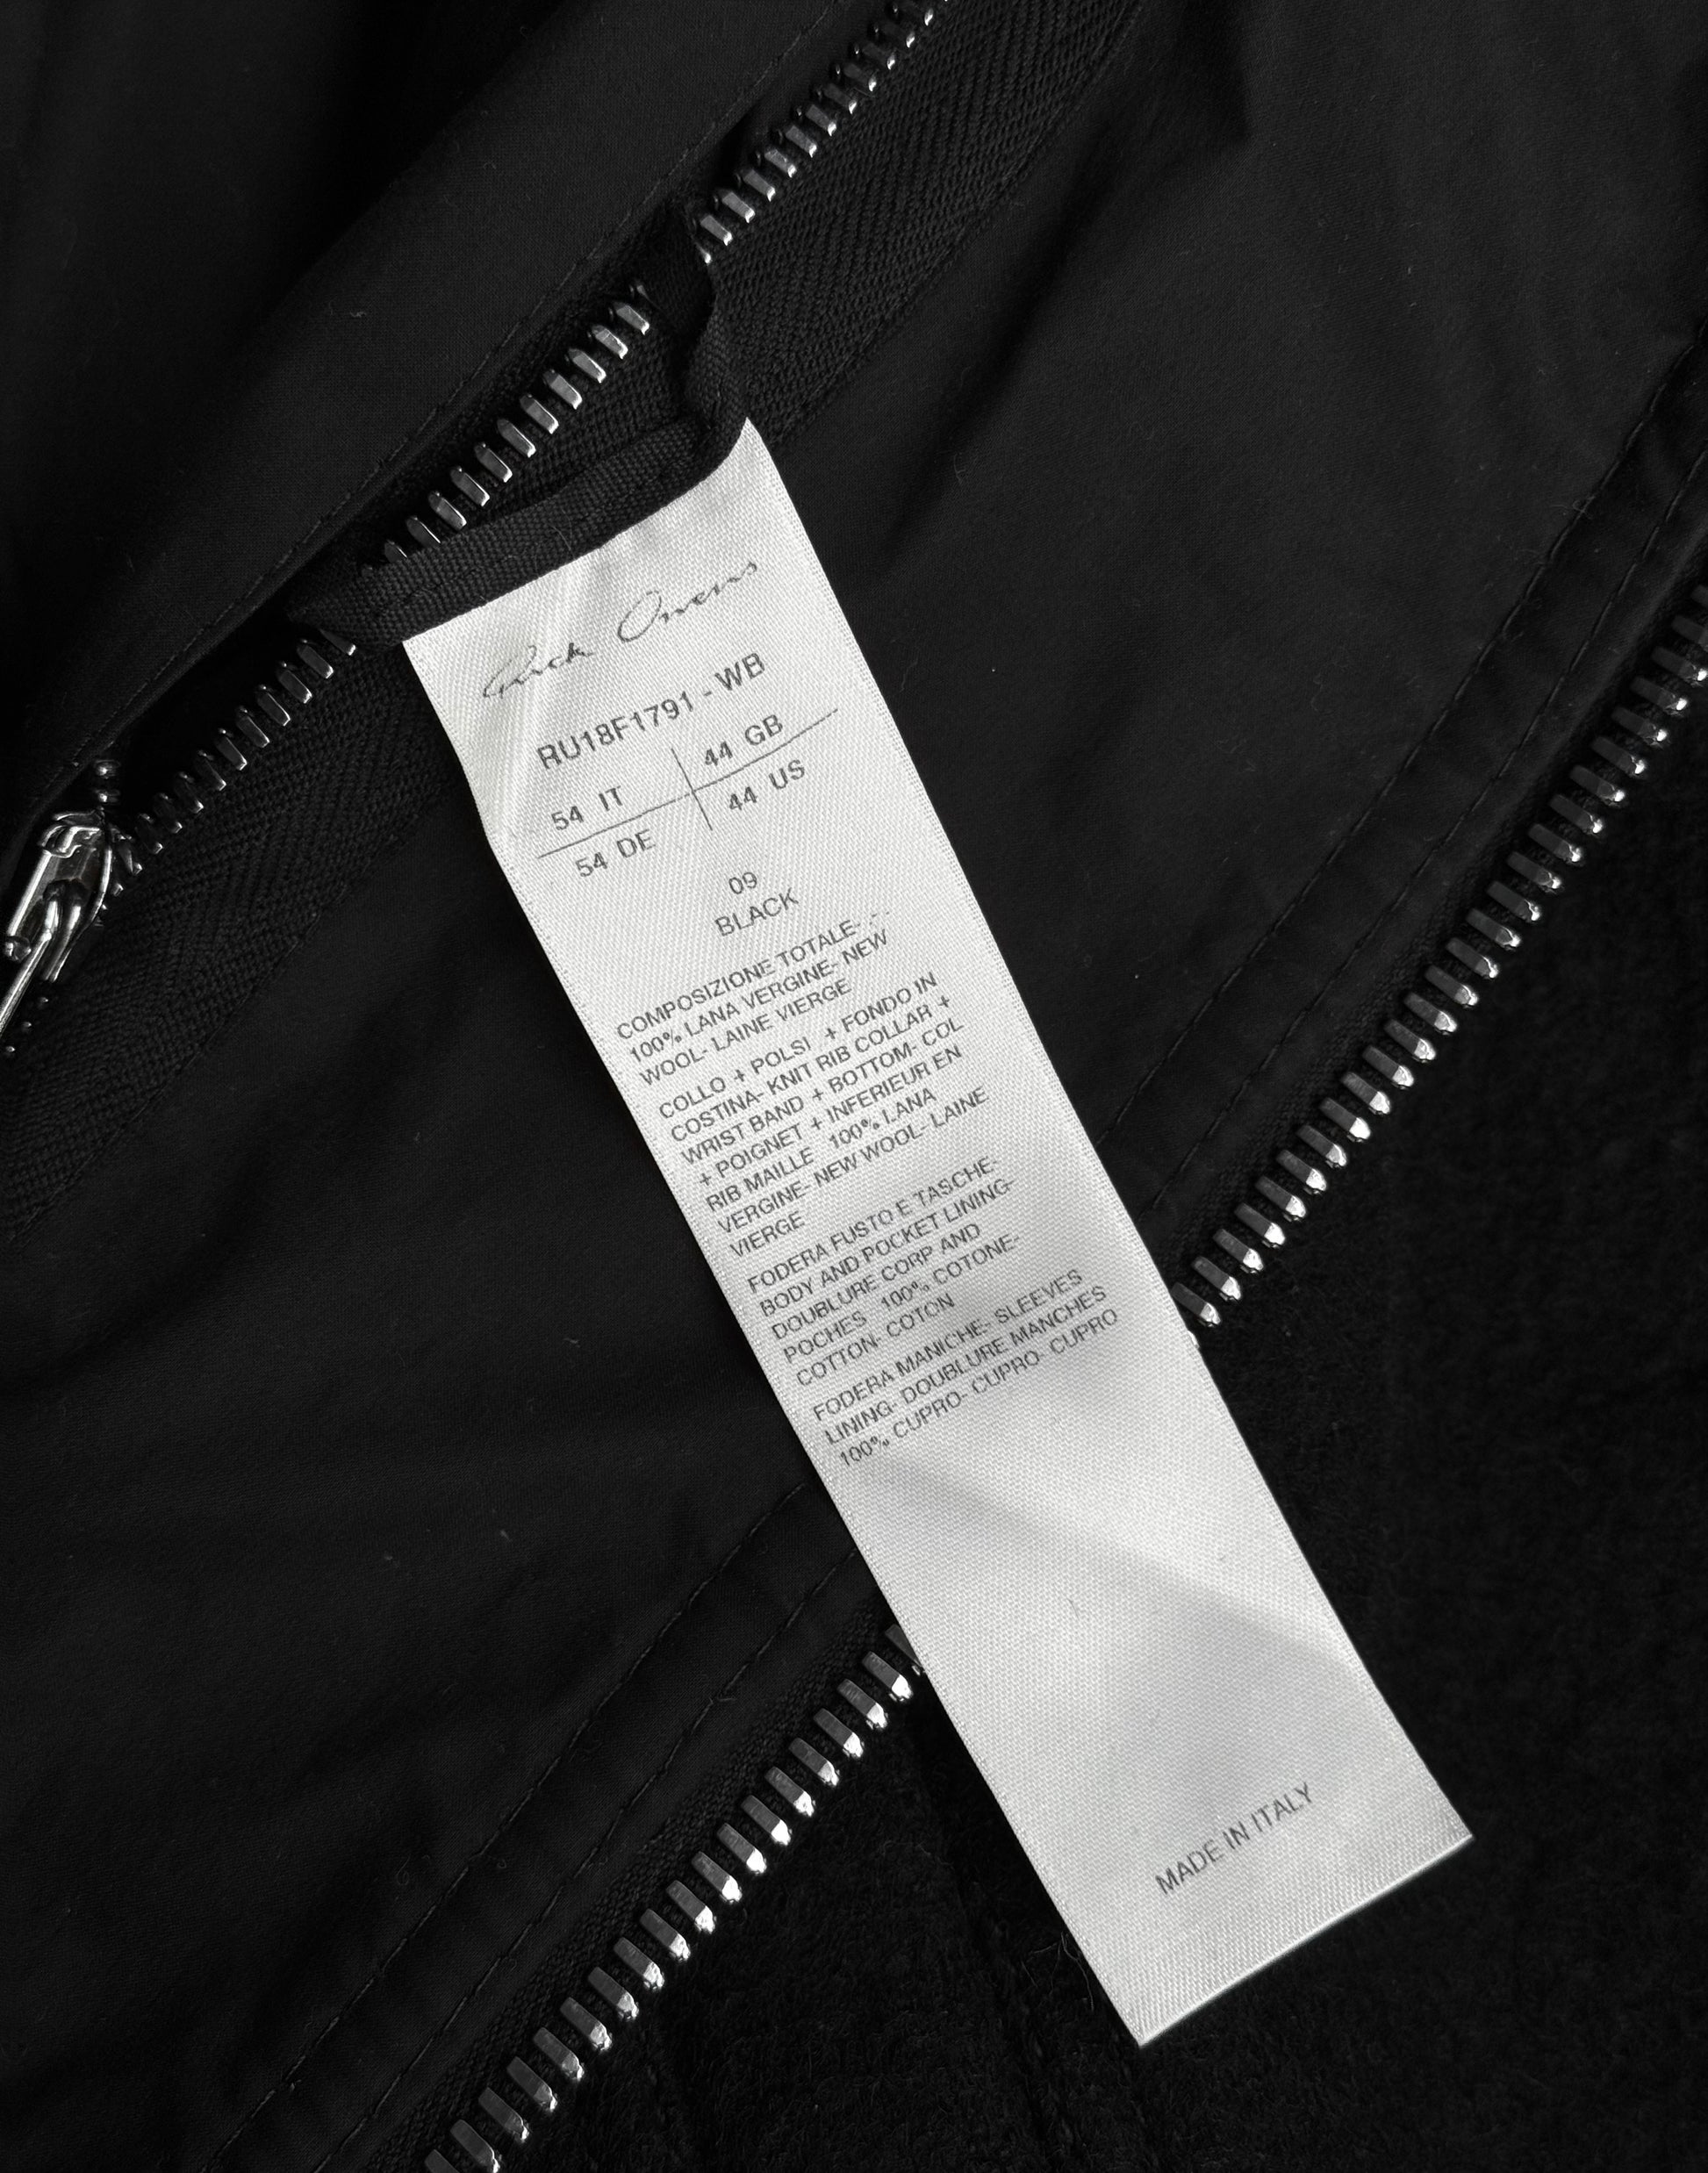 Rick Owens
RU18F1791 - WB
54 IT 44 GB
54 DE 44 US
09
BLACK
COMPOSIZIONE TOTALE- - -
100% LANA VERGINE- NEW
WOOL- LAINE VIERGE
COLLO + POLSI + FONDO IN
COSTINA- KNIT RIB COLLAR +
WRIST BAND + BOTTOM- COL
+ POIGNET + INFERIEUR EN
RIB MAILLE 100% LANA
VERGINE- NEW WOOL- LAINE
VIERGE
FODERA FUSTO E TASCHE-
BODY AND POCKET LINING-
DOUBLURE CORP AND
POCHES 100% COTONE-
COTTON- COTON
FODERA MANICHE- SLEEVES
LINING- DOUBLURE MANCHES
100% CUPRO- CUPRO- CUPRO
MADE IN ITALY